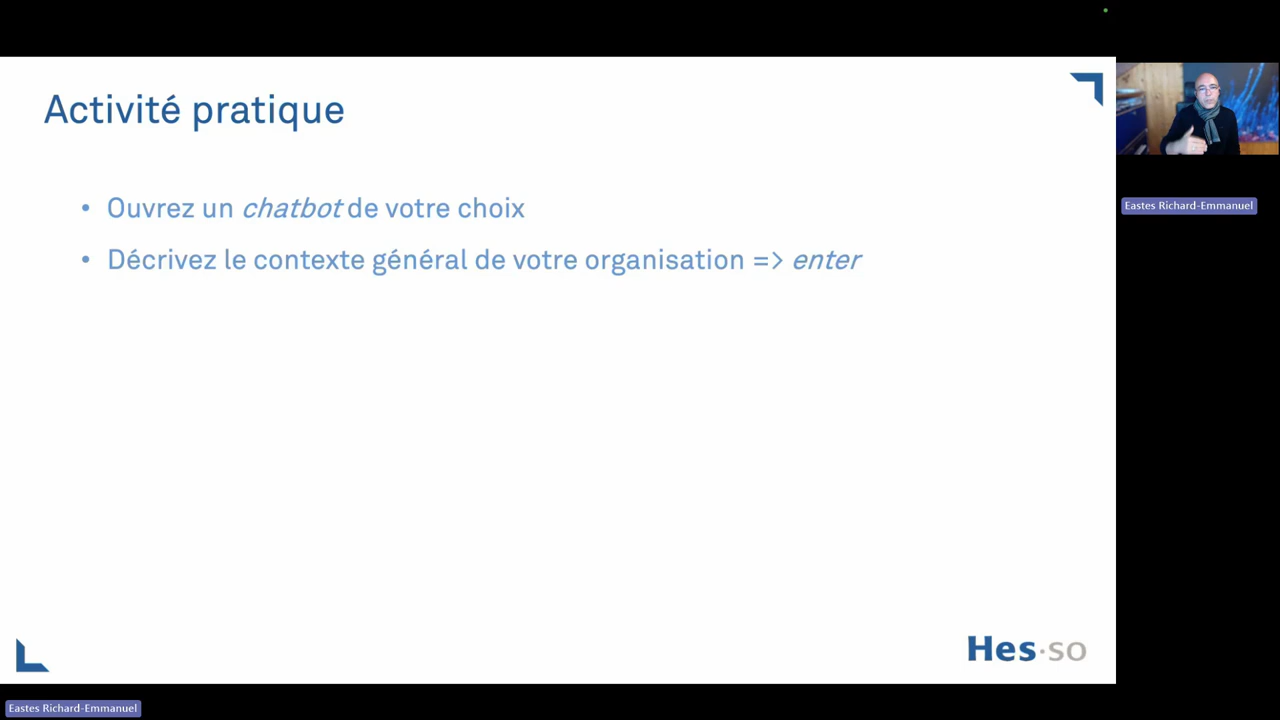 Activité pratique
• Ouvrez un chatbot de votre choix
• Décrivez le contexte général de votre organisation => enter
Eastes Richard-Emmanuel
Hes·so
Eastes Richard-Emmanuel